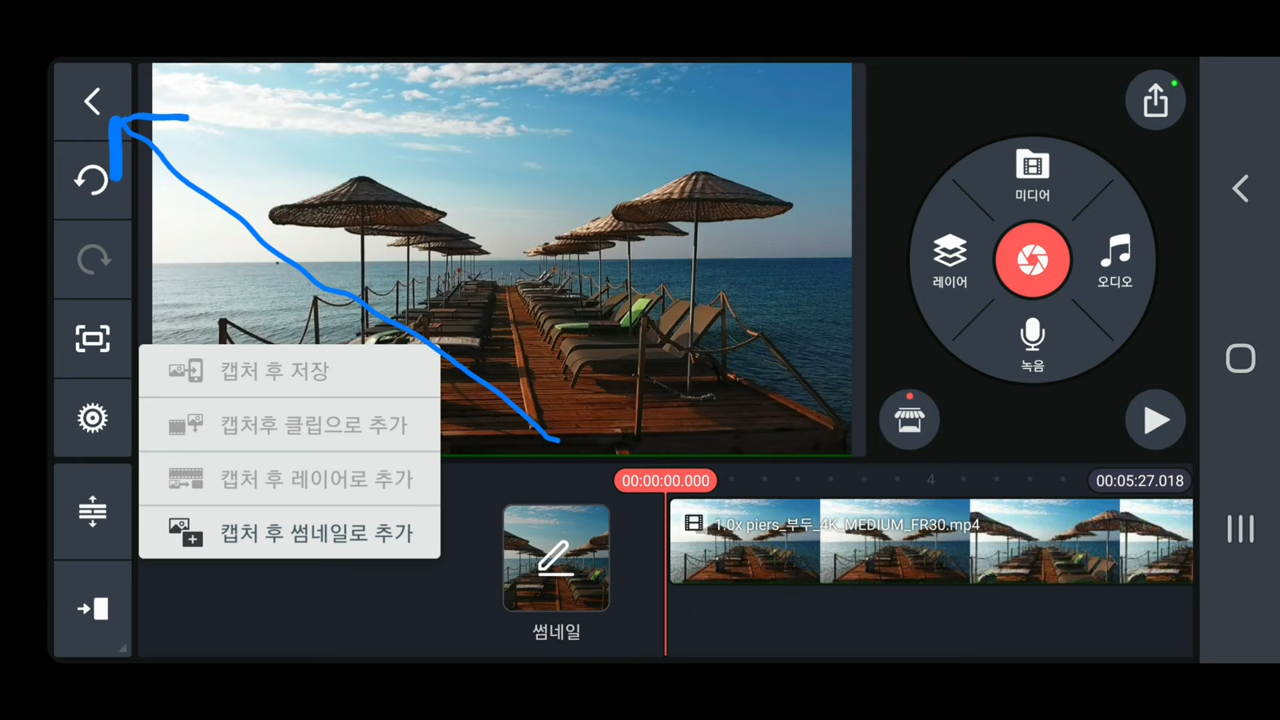 미디어
레이어
오디오
녹음
캡처 후 저장
캡처후 클립으로 추가
캡처 후 레이어로 추가
캡처 후 썸네일로 추가
00:00:00.000
4
00:05:27.018
1.0x piers_부두_4K_MEDIUM_FR30.mp4
썸네일